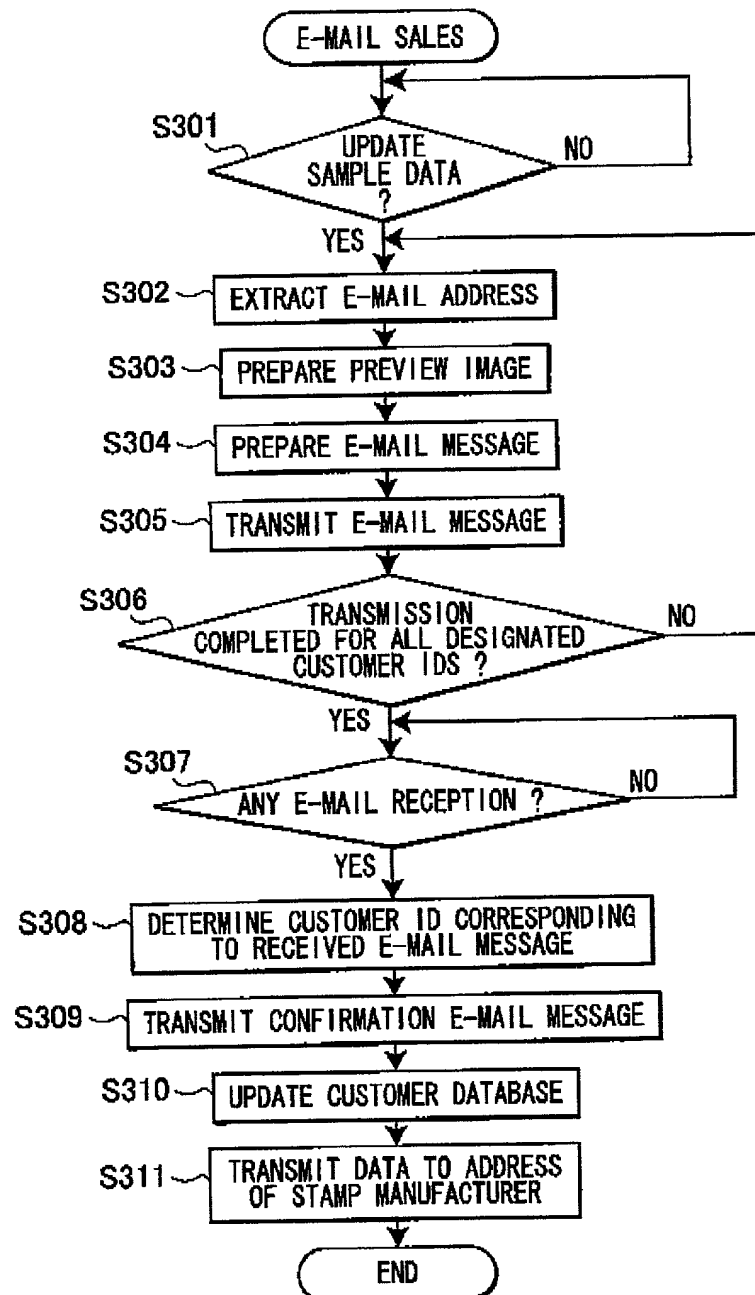 E-MAIL SALES
S301
UPDATE
SAMPLE DATA
?
NO
YES
S302
EXTRACT E-MAIL ADDRESS
S303
PREPARE PREVIEW IMAGE
S304
PREPARE E-MAIL MESSAGE
S305
TRANSMIT E-MAIL MESSAGE
S306
TRANSMISSION
COMPLETED FOR ALL DESIGNATED
CUSTOMER IDS ?
NO
YES
S307
ANY E-MAIL RECEPTION ?
NO
YES
S308
DETERMINE CUSTOMER ID CORRESPONDING
TO RECEIVED E-MAIL MESSAGE
S309
TRANSMIT CONFIRMATION E-MAIL MESSAGE
S310
UPDATE CUSTOMER DATABASE
S311
TRANSMIT DATA TO ADDRESS
OF STAMP MANUFACTURER
END